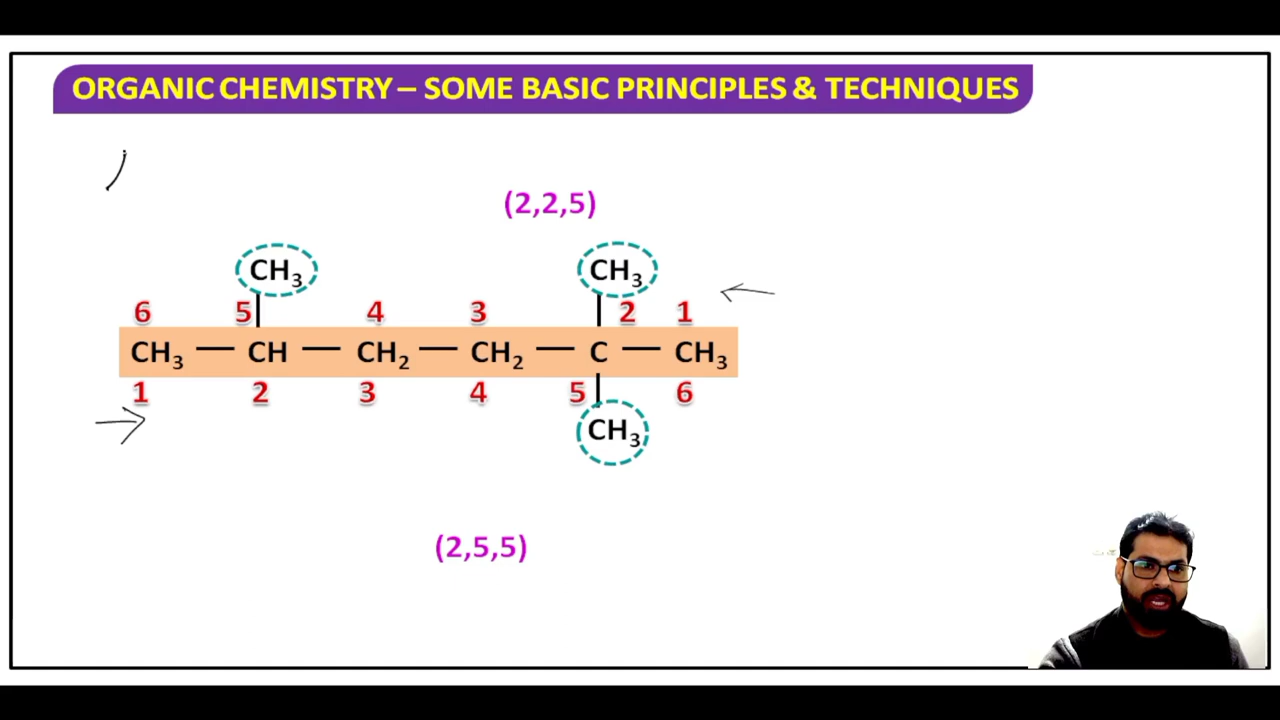 ORGANIC CHEMISTRY – SOME BASIC PRINCIPLES & TECHNIQUES
(2,2,5)
CH₃ CH₃
6 5 4 3 2 1
CH₃ — CH — CH₂ — CH₂ — C — CH₃
1 2 3 4 5 6
CH₃
(2,5,5)